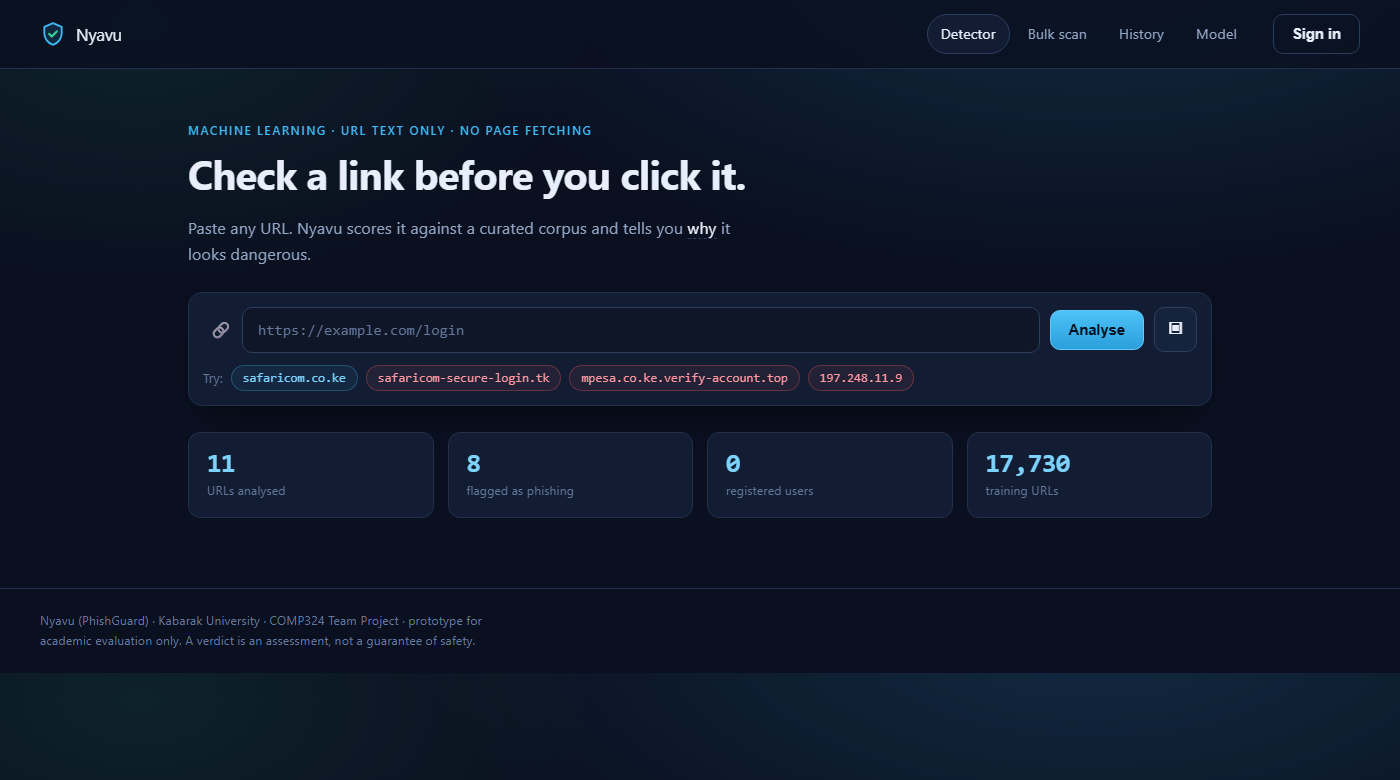 Nyavu
Detector
Bulk scan
History
Model
Sign in
MACHINE LEARNING · URL TEXT ONLY · NO PAGE FETCHING
Check a link before you click it.
Paste any URL. Nyavu scores it against a curated corpus and tells you why it
looks dangerous.
https://example.com/login
Analyse
Try: safaricom.co.ke safaricom-secure-login.tk mpesa.co.ke.verify-account.top 197.248.11.9
11
URLs analysed
8
flagged as phishing
0
registered users
17,730
training URLs
Nyavu (PhishGuard) · Kabarak University · COMP324 Team Project · prototype for
academic evaluation only. A verdict is an assessment, not a guarantee of safety.